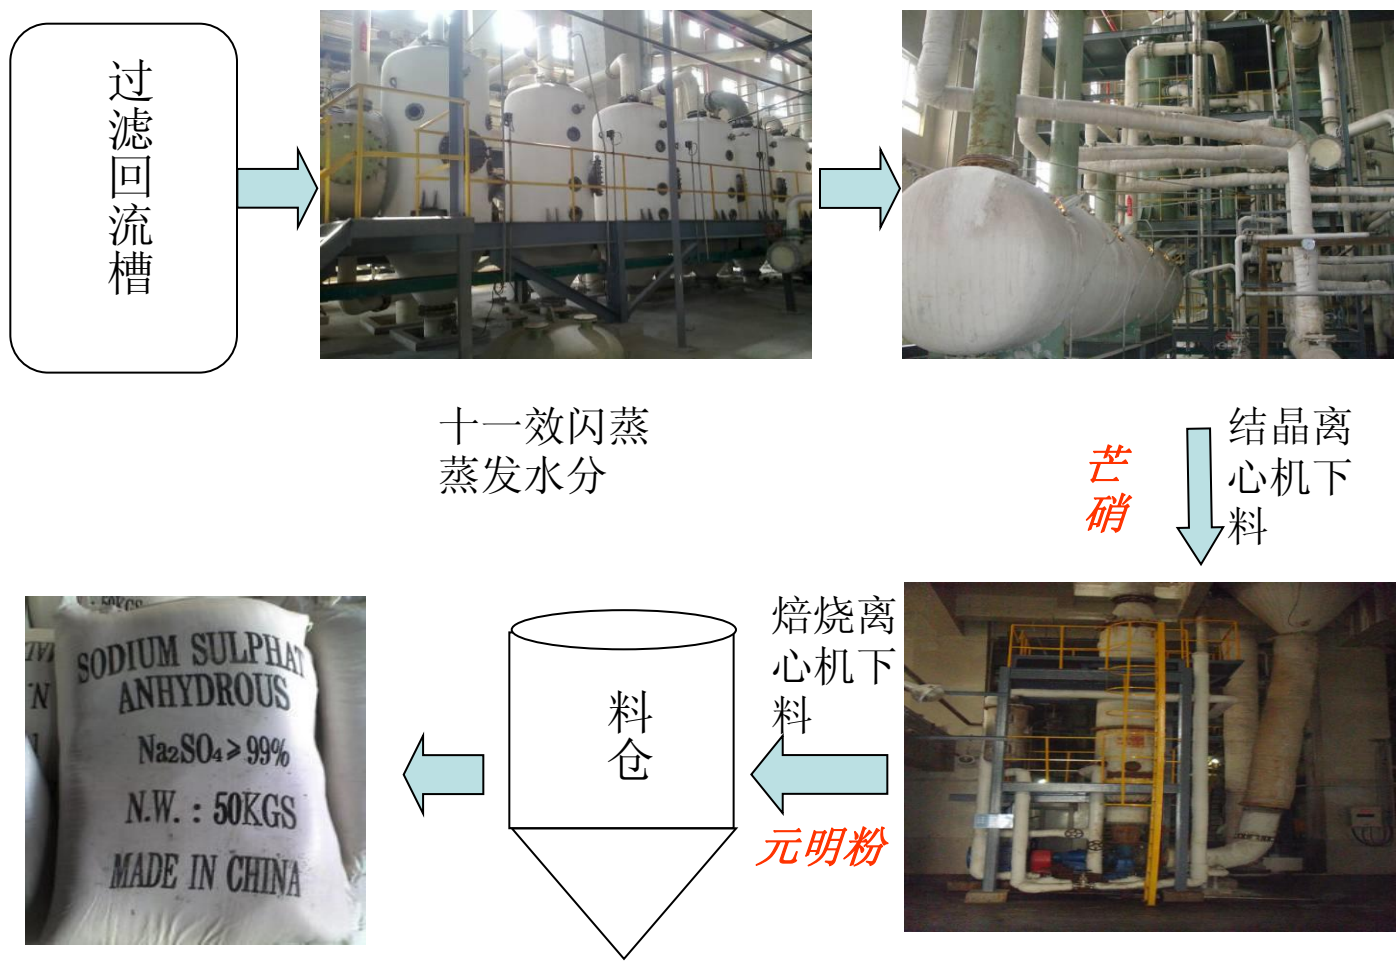 过
滤
回
流
槽
十一效闪蒸
蒸发水分
芒
硝
结晶离
心机下
料
焙烧离
心机下
料
元明粉
料
仓
SODIUM SULPHAT
ANHYDROUS
Na₂SO₄≥99%
N.W.：50KGS
MADE IN CHINA